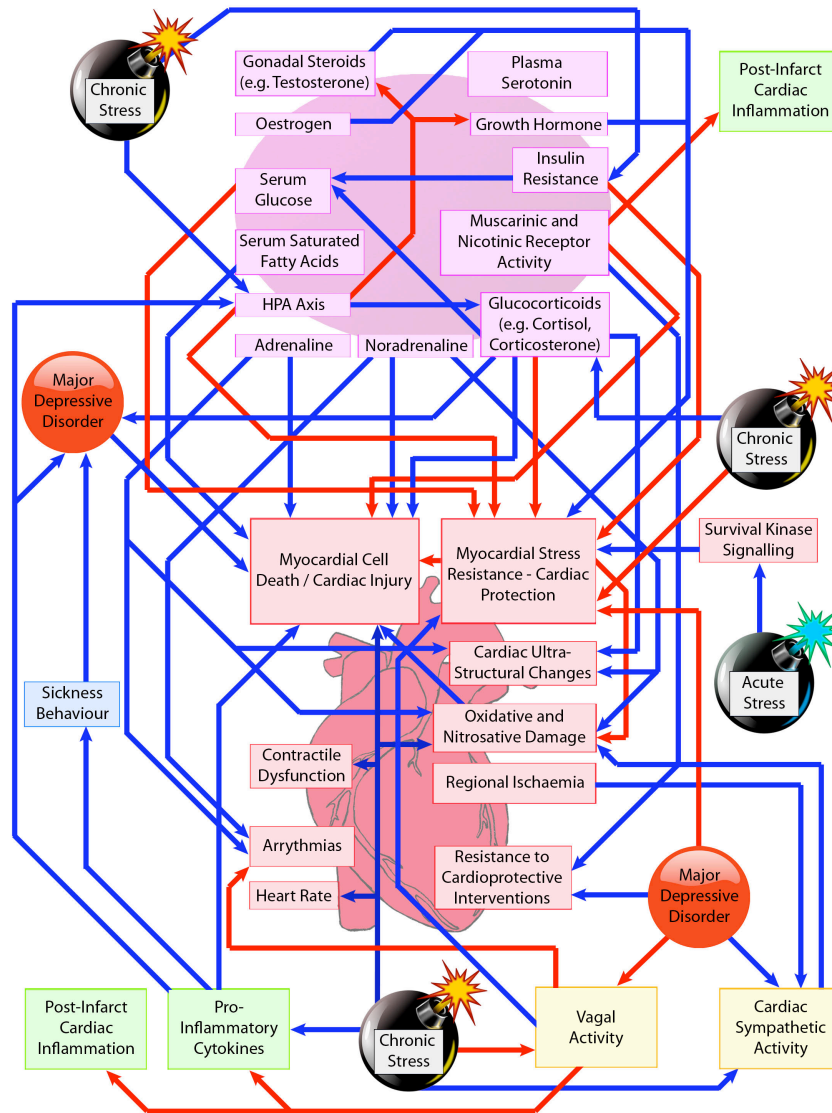 Chronic
Stress
Gonadal Steroids
(e.g. Testosterone)
Plasma
Serotonin
Post-Infarct
Cardiac
Inflammation
Oestrogen
Growth Hormone
Serum
Glucose
Insulin
Resistance
Muscarinic and
Nicotinic Receptor
Activity
Serum Saturated
Fatty Acids
HPA Axis
Glucocorticoids
(e.g. Cortisol,
Corticosterone)
Adrenaline
Noradrenaline
Major
Depressive
Disorder
Chronic
Stress
Myocardial Cell
Death / Cardiac Injury
Myocardial Stress
Resistance - Cardiac
Protection
Survival Kinase
Signalling
Cardiac Ultra-
Structural Changes
Acute
Stress
Sickness
Behaviour
Oxidative and
Nitrosative Damage
Contractile
Dysfunction
Regional Ischaemia
Arrythmias
Resistance to
Cardioprotective
Interventions
Heart Rate
Major
Depressive
Disorder
Post-Infarct
Cardiac
Inflammation
Pro-
Inflammatory
Cytokines
Chronic
Stress
Vagal
Activity
Cardiac
Sympathetic
Activity